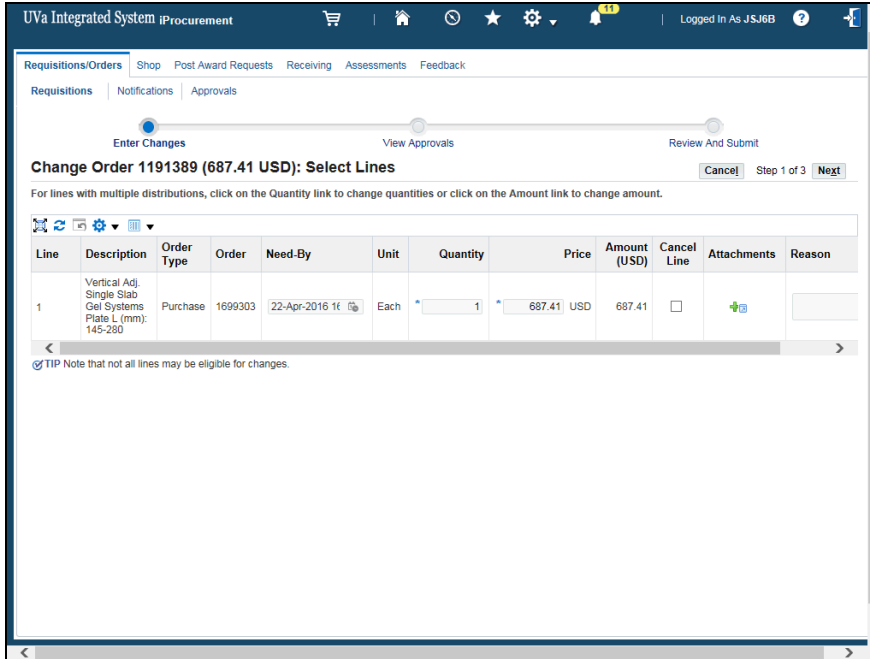 UVa Integrated System iProcurement
11
Logged In As JSJ6B
?
Requisitions/Orders Shop Post Award Requests Receiving Assessments Feedback
Requisitions Notifications Approvals
Enter Changes View Approvals Review And Submit
Change Order 1191389 (687.41 USD): Select Lines
Cancel Step 1 of 3 Next
For lines with multiple distributions, click on the Quantity link to change quantities or click on the Amount link to change amount.
Line Description Order Type Order Need-By Unit Quantity Price Amount (USD) Cancel Line Attachments Reason
Vertical Adj.
Single Slab
Gel Systems
Plate L (mm):
145-280
1 Purchase 1699303 22-Apr-2016 16 Each * 1 * 687.41 USD 687.41
TIP Note that not all lines may be eligible for changes.